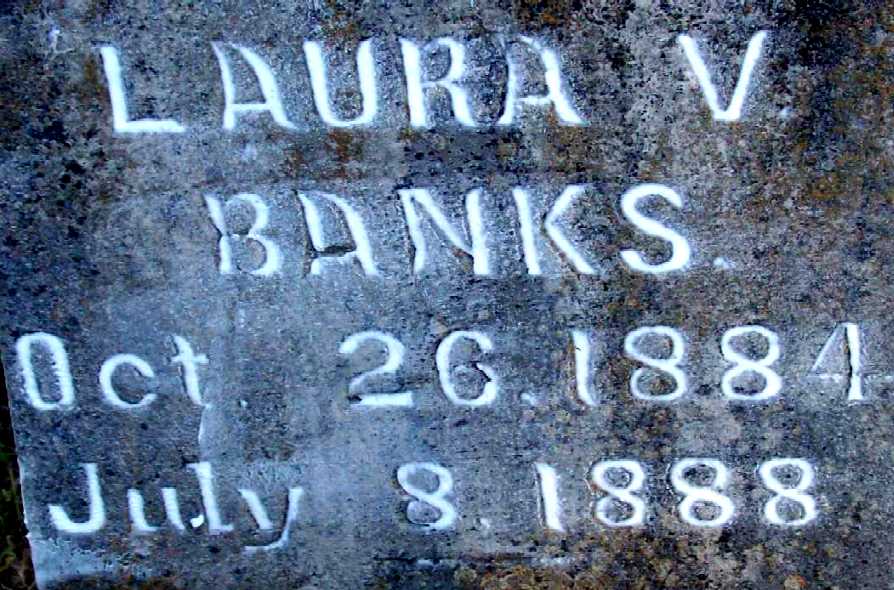 LAURA V.
BANKS.
Oct. 26.1884
July 8.1888